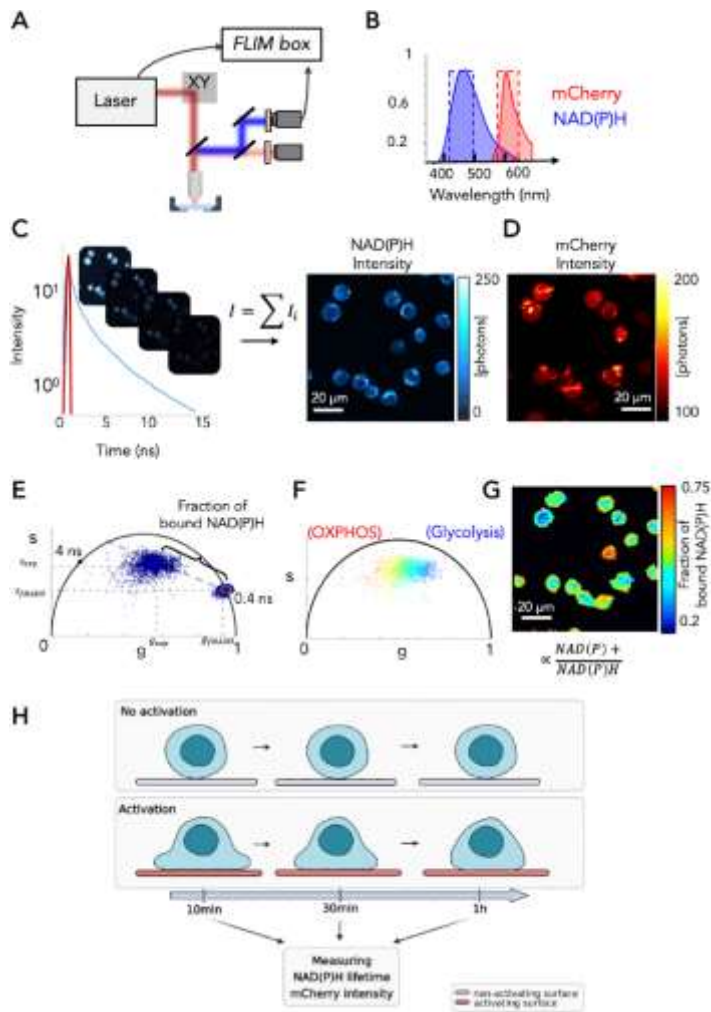 A
FLIM box
Laser
XY
B
1
0.6
0.2
mCherry
NAD(P)H
400 500 600
Wavelength (nm)
C
Intensity
10¹
10⁰
0 5 10 15
Time (ns)
I = ∑ Iᵢ
NAD(P)H
Intensity
250
[photons]
0
20 μm
D
mCherry
Intensity
200
[photons]
100
20 μm
E
Fraction of
bound NAD(P)H
s
4 ns
0.4 ns
0
g
1
F
(OXPHOS)
(Glycolysis)
s
0
g
1
G
0.75
Fraction of
bound NAD(P)H
0.2
20 μm
∝ NAD(P) +
NAD(P)H
H
No activation
Activation
10min
30min
1h
Measuring
NAD(P)H lifetime
mCherry intensity
non-activating surface
activating surface